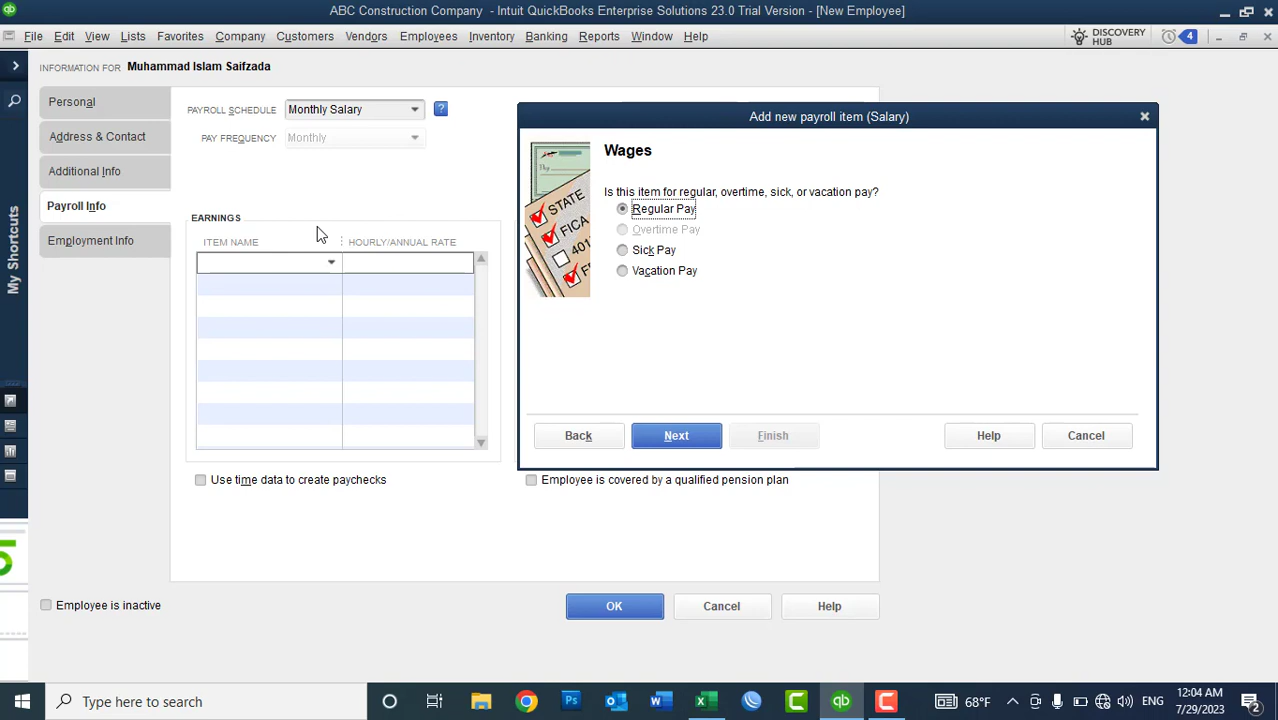 ABC Construction Company - Intuit QuickBooks Enterprise Solutions 23.0 Trial Version - [New Employee]
File Edit View Lists Favorites Company Customers Vendors Employees Inventory Banking Reports Window Help DISCOVERY HUB 4
INFORMATION FOR Muhammad Islam Saifzada
Personal
Address & Contact
Additional Info
Payroll Info
Employment Info
My Shortcuts
PAYROLL SCHEDULE Monthly Salary ?
PAY FREQUENCY Monthly
EARNINGS
ITEM NAME HOURLY/ANNUAL RATE
Use time data to create paychecks
Employee is covered by a qualified pension plan
Add new payroll item (Salary)
STATE
FICA
401
Pay
Wages
Is this item for regular, overtime, sick, or vacation pay?
Regular Pay
Overtime Pay
Sick Pay
Vacation Pay
Back Next Finish Help Cancel
Employee is inactive
OK Cancel Help
Type here to search
Ps
qb
68°F
ENG
12:04 AM
7/29/2023
2